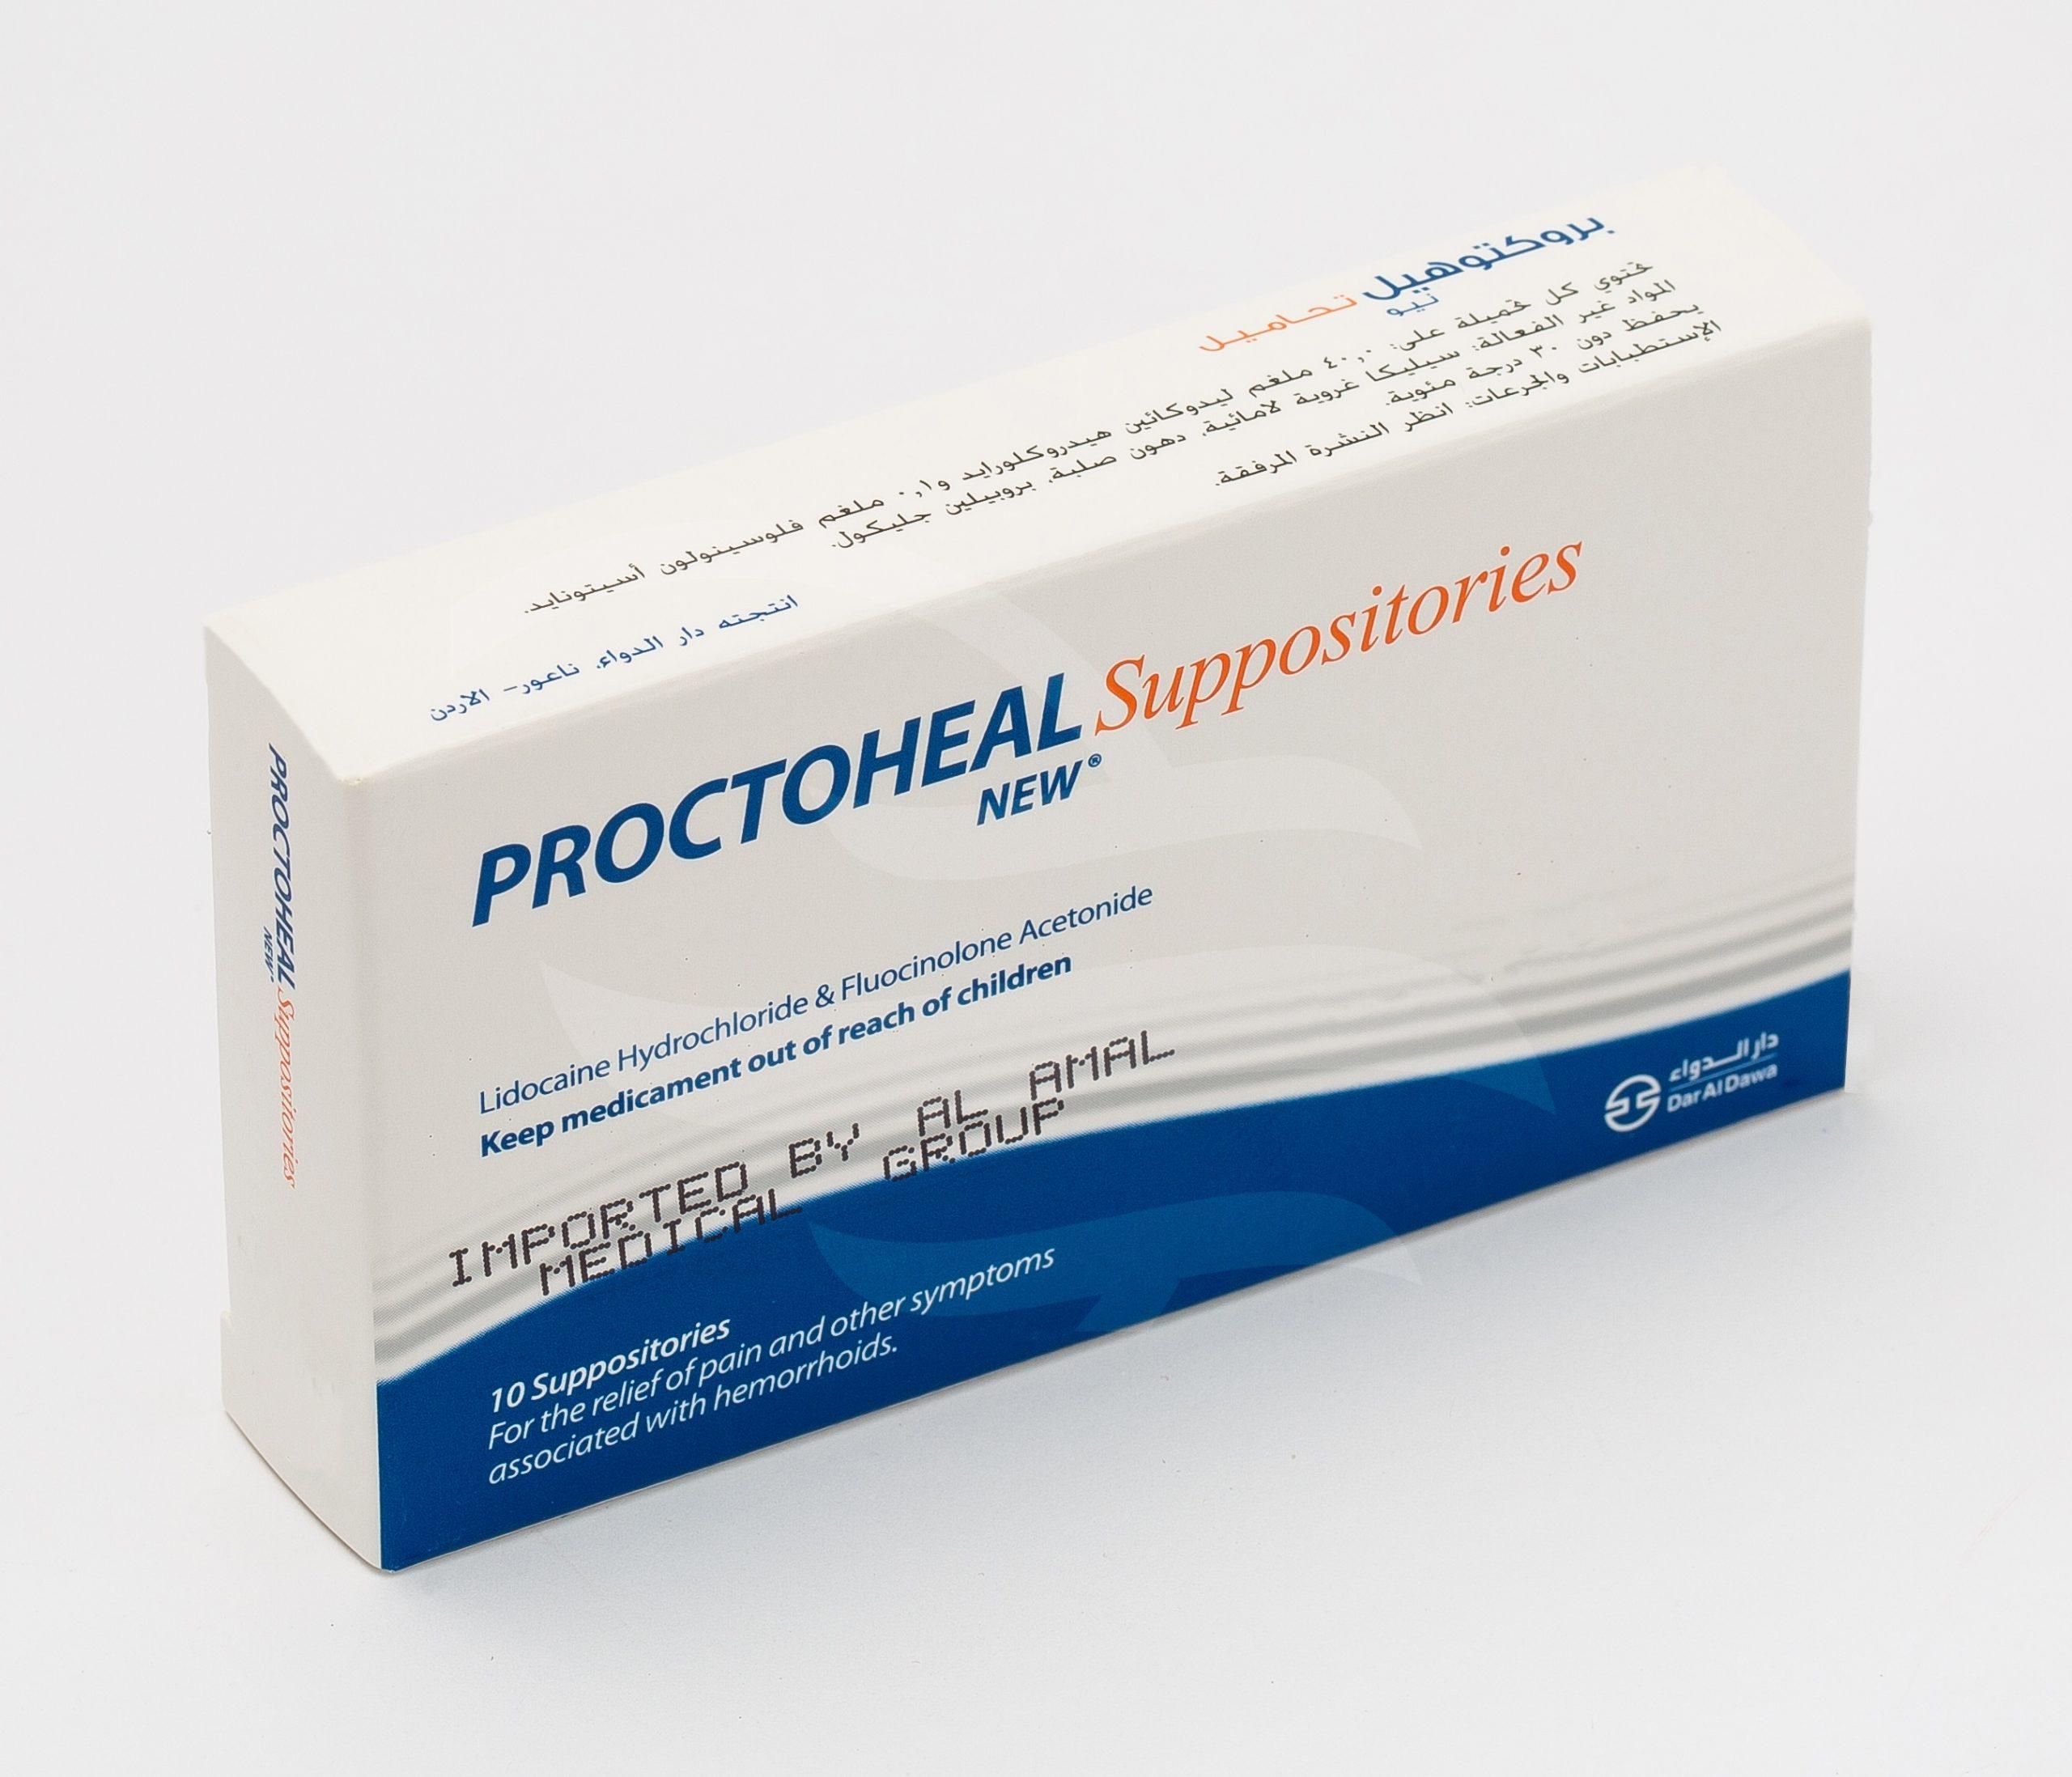 بروكتوهيل تحاميل
نيو
تحتوي كل تحميلة على: ٤٠,٠ ملغم ليدوكائين هيدروكلورايد و٠,١ ملغم فلوسينولون أسيتونايد.
المواد غير الفعالة: سيليكا غروية لامائية، دهون صلبة، بروبيلين جليكول.
يحفظ دون ٣٠ درجة مئوية.
الإستطبابات والجرعات: انظر النشرة المرفقة.
انتجته دار الدواء، ناعور- الاردن
PROCTOHEAL Suppositories
NEW®
Lidocaine Hydrochloride & Fluocinolone Acetonide
Keep medicament out of reach of children
IMPORTED BY AL AMAL
MEDICAL GROUP
10 Suppositories
For the relief of pain and other symptoms
associated with hemorrhoids.
دار الـدواء
Dar Al Dawa
PROCTOHEAL Suppositories
NEW